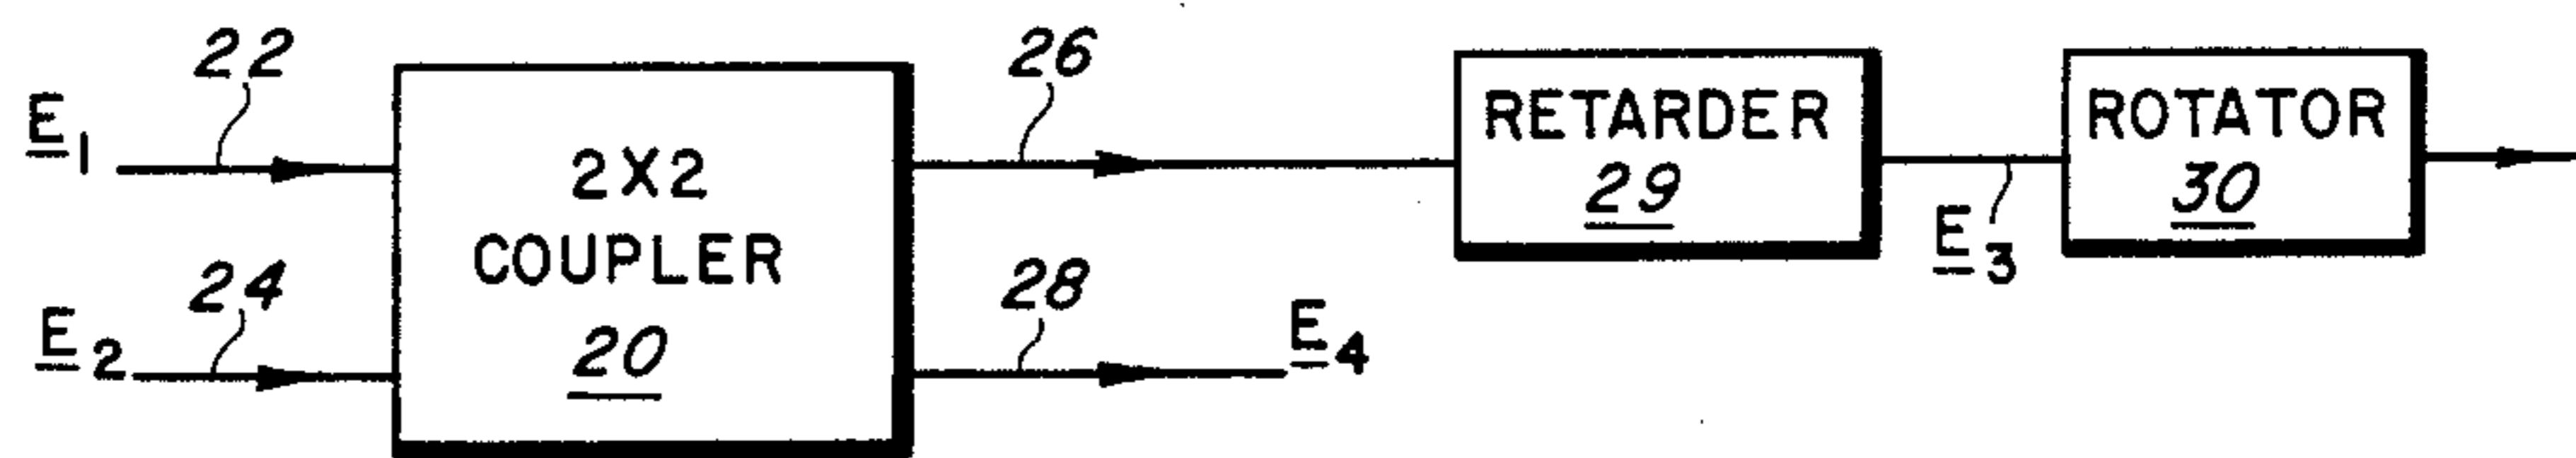 22
E1
24
E2
2X2
COUPLER
20
26
28
E4
RETARDER
29
E3
ROTATOR
30